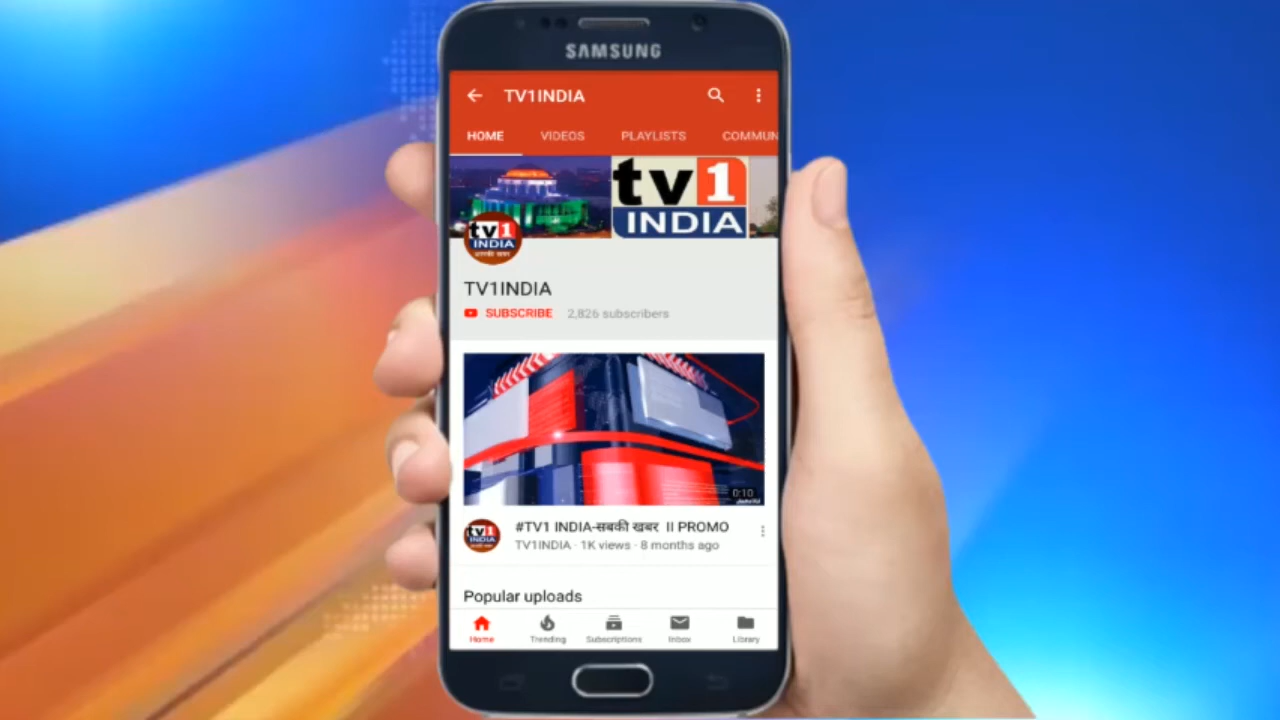 SAMSUNG
TV1INDIA
HOME VIDEOS PLAYLISTS COMMUN
tv1
INDIA
tv1
INDIA
TV1INDIA
SUBSCRIBE 2,826 subscribers
0:10
#TV1 INDIA-सबकी खबर II PROMO
tv1
INDIA
TV1INDIA · 1K views · 8 months ago
Popular uploads
Home Trending Subscriptions Inbox Library